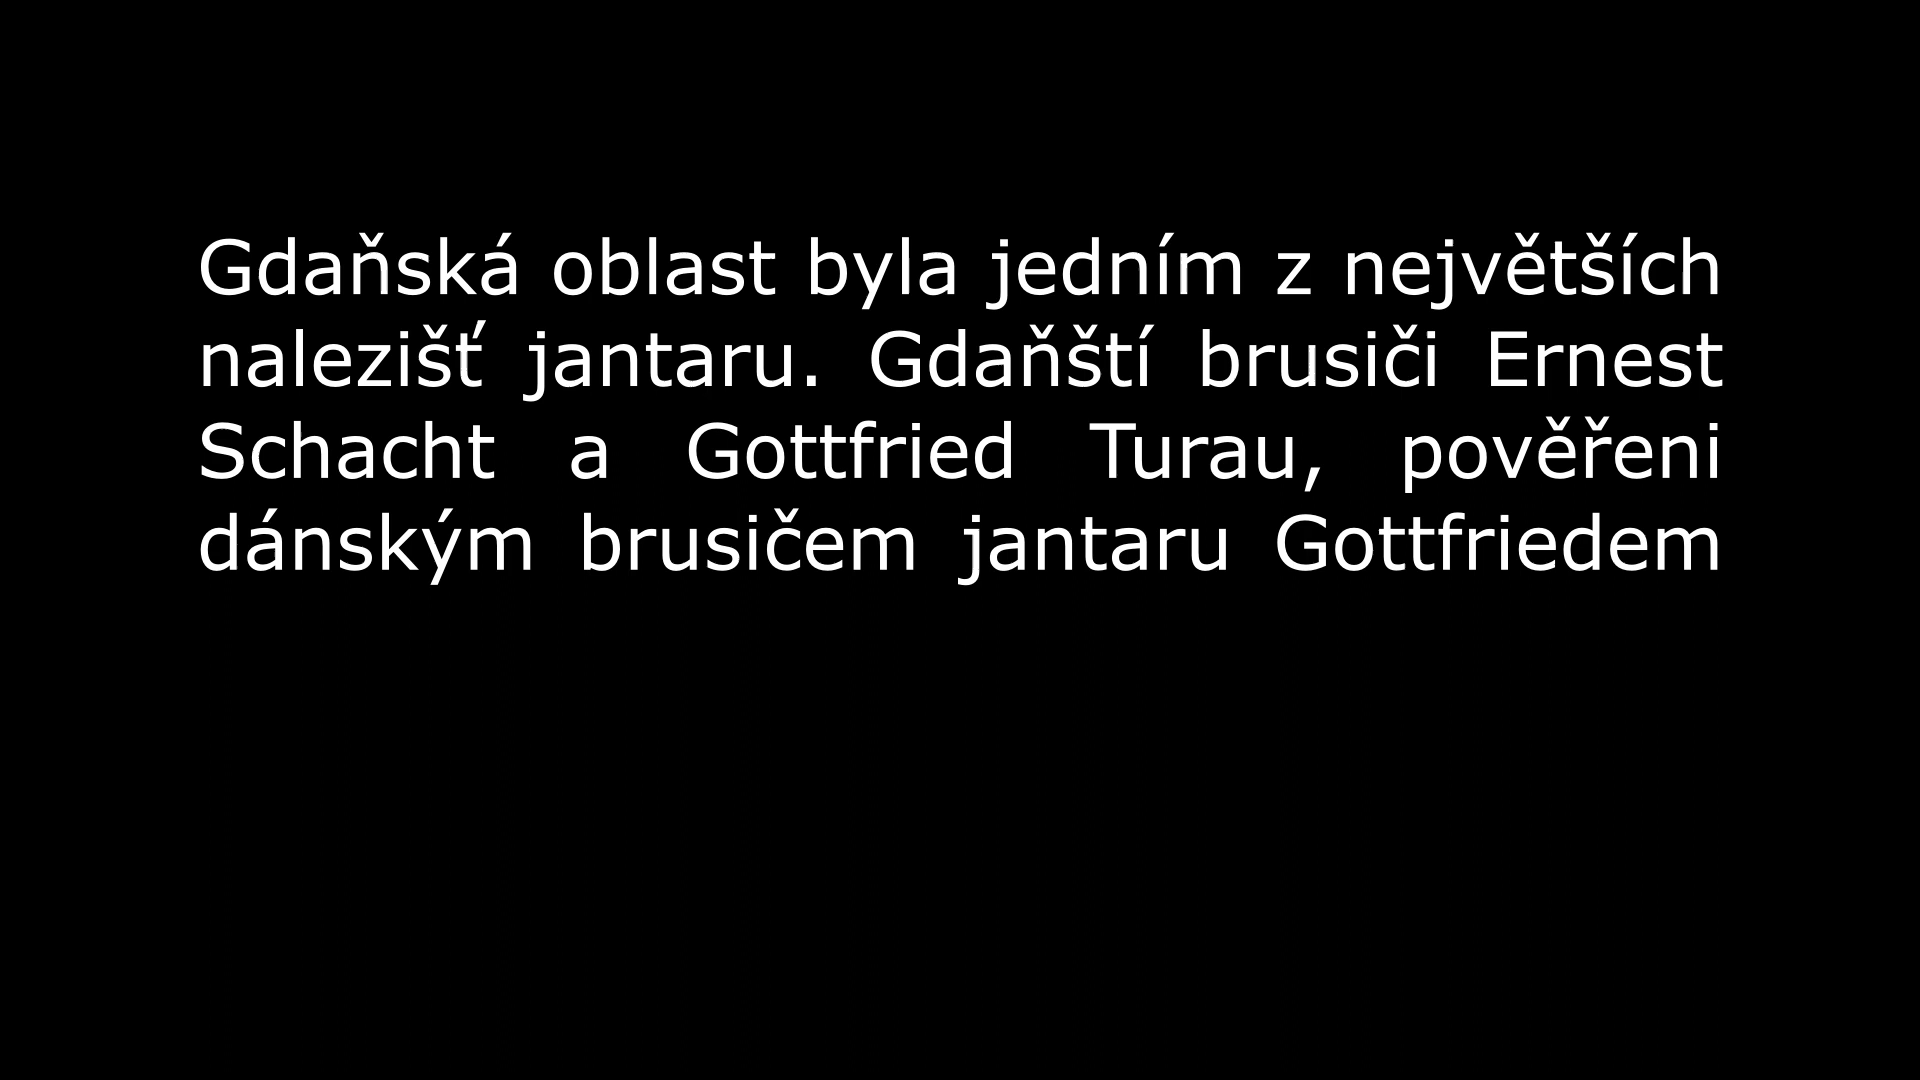 Gdaňská oblast byla jedním z největších
nalezišť jantaru. Gdaňští brusiči Ernest
Schacht a Gottfried Turau, pověřeni
dánským brusičem jantaru Gottfriedem